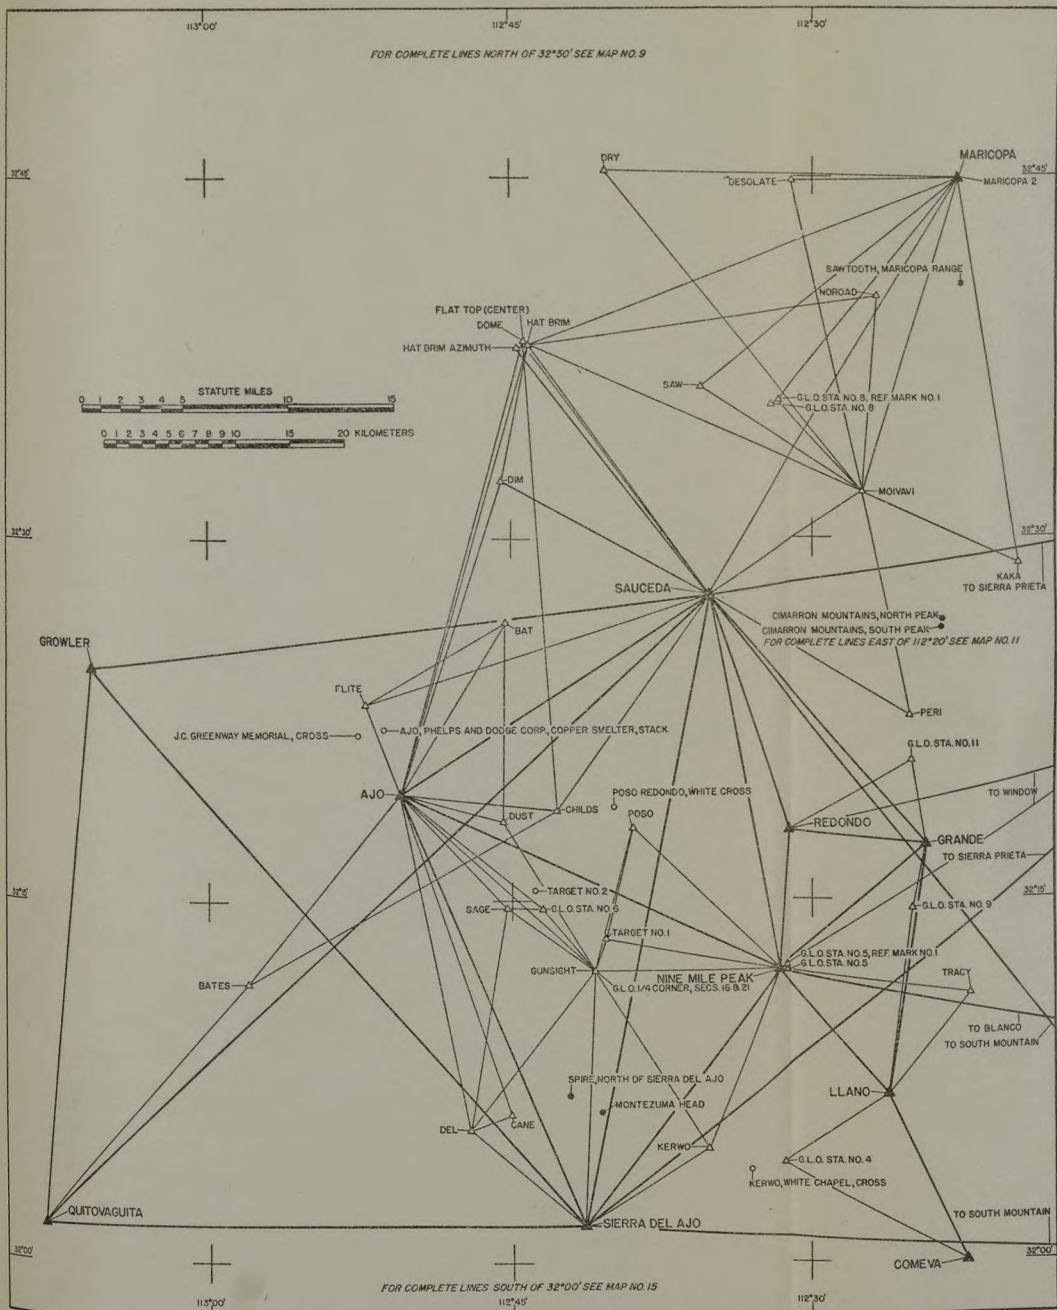 113°00'
112°45'
112°30'
FOR COMPLETE LINES NORTH OF 32°50' SEE MAP NO. 9
DRY
MARICOPA
32°45'
32°45'
DESOLATE
MARICOPA 2
SAWTOOTH, MARICOPA RANGE
NOROAD
FLAT TOP (CENTER)
DOME
HAT BRIM
HAT BRIM AZIMUTH
STATUTE MILES
0 1 2 3 4 5 10 15
SAW
G.L.O. STA. NO. 8, REF. MARK NO. 1
G.L.O. STA. NO. 8
0 1 2 3 4 5 6 7 8 9 10 15 20 KILOMETERS
DIM
MOIVAVI
32°30'
32°30'
KAKA
TO SIERRA PRIETA
SAUCEDA
CIMARRON MOUNTAINS, NORTH PEAK
CIMARRON MOUNTAINS, SOUTH PEAK
FOR COMPLETE LINES EAST OF 112°20' SEE MAP NO. 11
BAT
GROWLER
FLITE
PERI
J.C. GREENWAY MEMORIAL, CROSS
AJO, PHELPS AND DODGE CORP., COPPER SMELTER, STACK
G.L.O. STA. NO. 11
AJO
POSO REDONDO, WHITE CROSS
TO WINDOW
CHILDS
POSO
DUST
REDONDO
GRANDE
TO SIERRA PRIETA
32°15'
32°15'
TARGET NO. 2
SAGE
G.L.O. STA. NO. 6
G.L.O. STA. NO. 9
TARGET NO. 1
G.L.O. STA. NO. 5, REF. MARK NO. 1
G.L.O. STA. NO. 5
GUNSIGHT
NINE MILE PEAK
TRACY
BATES
G.L.O. 1/4 CORNER, SECS. 16 & 21
TO BLANCO
TO SOUTH MOUNTAIN
SPIRE, NORTH OF SIERRA DEL AJO
LLANO
MONTEZUMA HEAD
DEL
CANE
KERWO
G.L.O. STA. NO. 4
KERWO, WHITE CHAPEL, CROSS
QUITOVAGUITA
SIERRA DEL AJO
TO SOUTH MOUNTAIN
32°00'
32°00'
COMEVA
FOR COMPLETE LINES SOUTH OF 32°00' SEE MAP NO. 15
113°00'
112°45'
112°30'